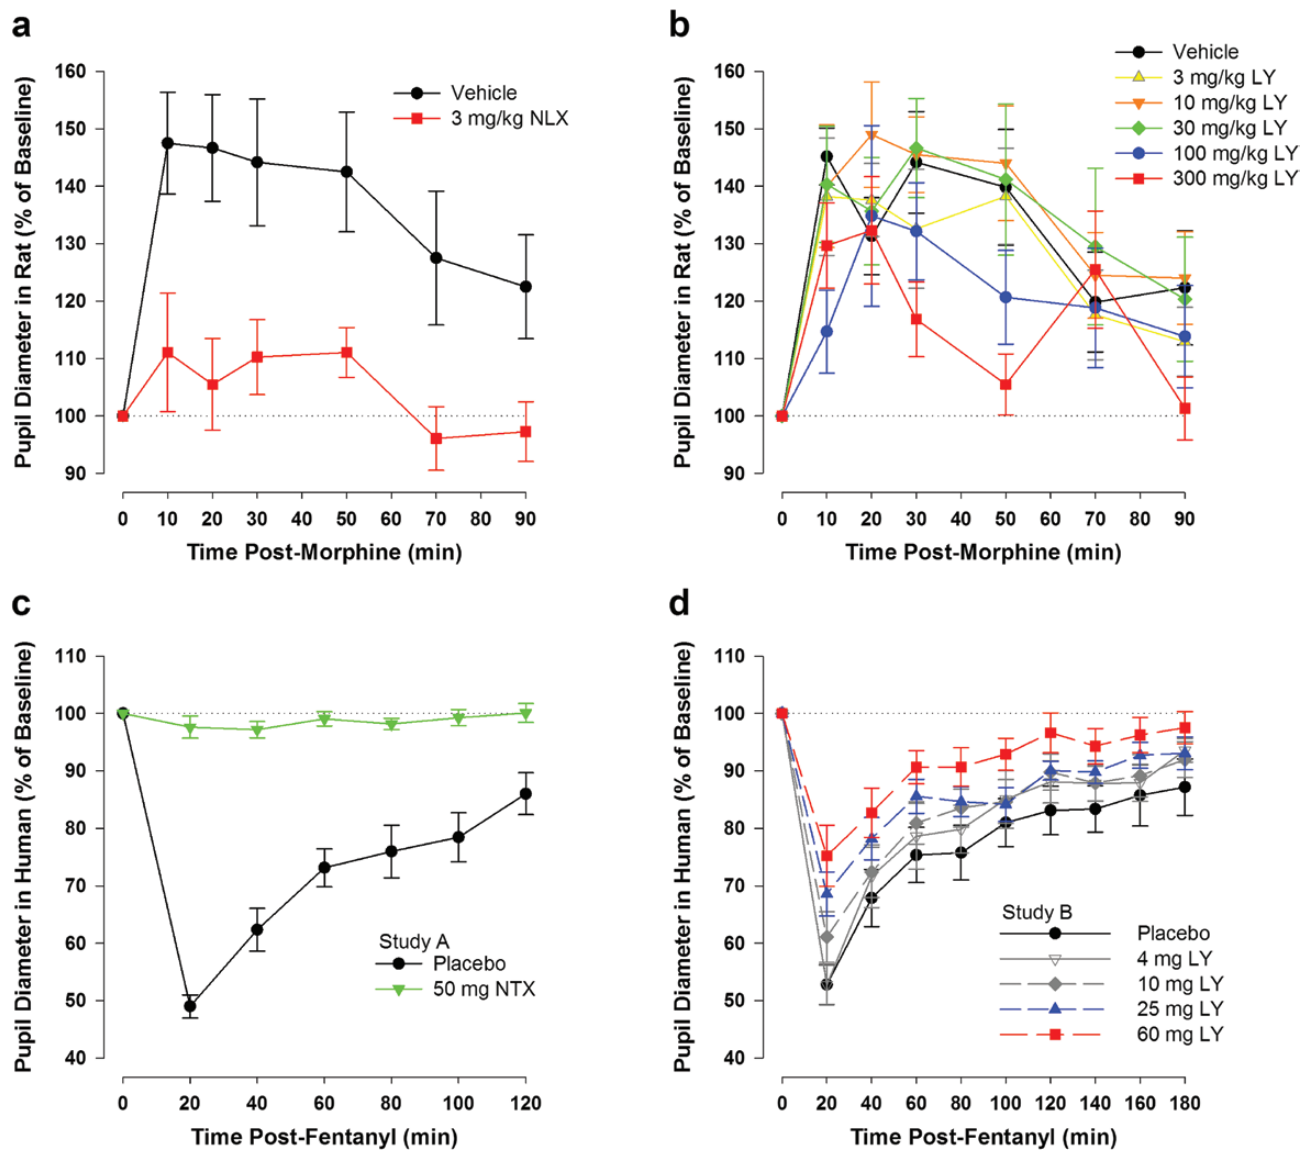 a
Pupil Diameter in Rat (% of Baseline)
160
150
140
130
120
110
100
90
Vehicle
3 mg/kg NLX
0 10 20 30 40 50 60 70 80 90
Time Post-Morphine (min)
b
Pupil Diameter in Rat (% of Baseline)
160
150
140
130
120
110
100
90
Vehicle
3 mg/kg LY
10 mg/kg LY
30 mg/kg LY
100 mg/kg LY
300 mg/kg LY
0 10 20 30 40 50 60 70 80 90
Time Post-Morphine (min)
c
Pupil Diameter in Human (% of Baseline)
110
100
90
80
70
60
50
40
Study A
Placebo
50 mg NTX
0 20 40 60 80 100 120
Time Post-Fentanyl (min)
d
Pupil Diameter in Human (% of Baseline)
110
100
90
80
70
60
50
40
Study B
Placebo
4 mg LY
10 mg LY
25 mg LY
60 mg LY
0 20 40 60 80 100 120 140 160 180
Time Post-Fentanyl (min)